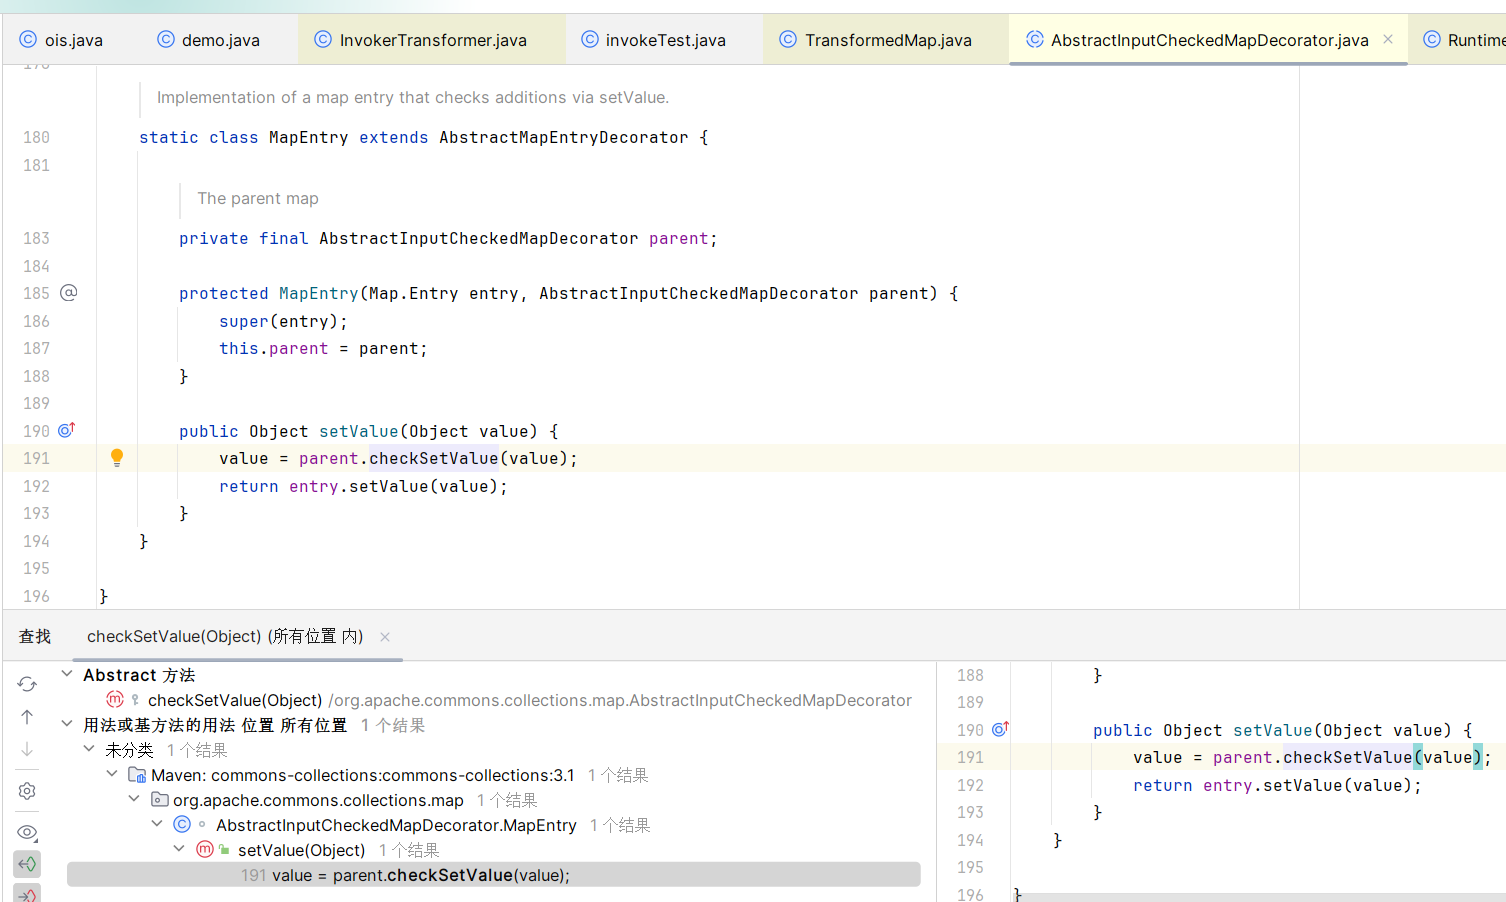 ois.java demo.java InvokerTransformer.java invokeTest.java TransformedMap.java AbstractInputCheckedMapDecorator.java Runtime
Implementation of a map entry that checks additions via setValue.
180 static class MapEntry extends AbstractMapEntryDecorator {
181
The parent map
183 private final AbstractInputCheckedMapDecorator parent;
184
185 protected MapEntry(Map.Entry entry, AbstractInputCheckedMapDecorator parent) {
186 super(entry);
187 this.parent = parent;
188 }
189
190 public Object setValue(Object value) {
191 value = parent.checkSetValue(value);
192 return entry.setValue(value);
193 }
194 }
195
196 }
查找 checkSetValue(Object) (所有位置 内)
Abstract 方法
checkSetValue(Object) /org.apache.commons.collections.map.AbstractInputCheckedMapDecorator
用法或基方法的用法 位置 所有位置 1 个结果
未分类 1 个结果
Maven: commons-collections:commons-collections:3.1 1 个结果
org.apache.commons.collections.map 1 个结果
AbstractInputCheckedMapDecorator.MapEntry 1 个结果
setValue(Object) 1 个结果
191 value = parent.checkSetValue(value);
188 }
189
190 public Object setValue(Object value) {
191 value = parent.checkSetValue(value);
192 return entry.setValue(value);
193 }
194 }
195
196 }